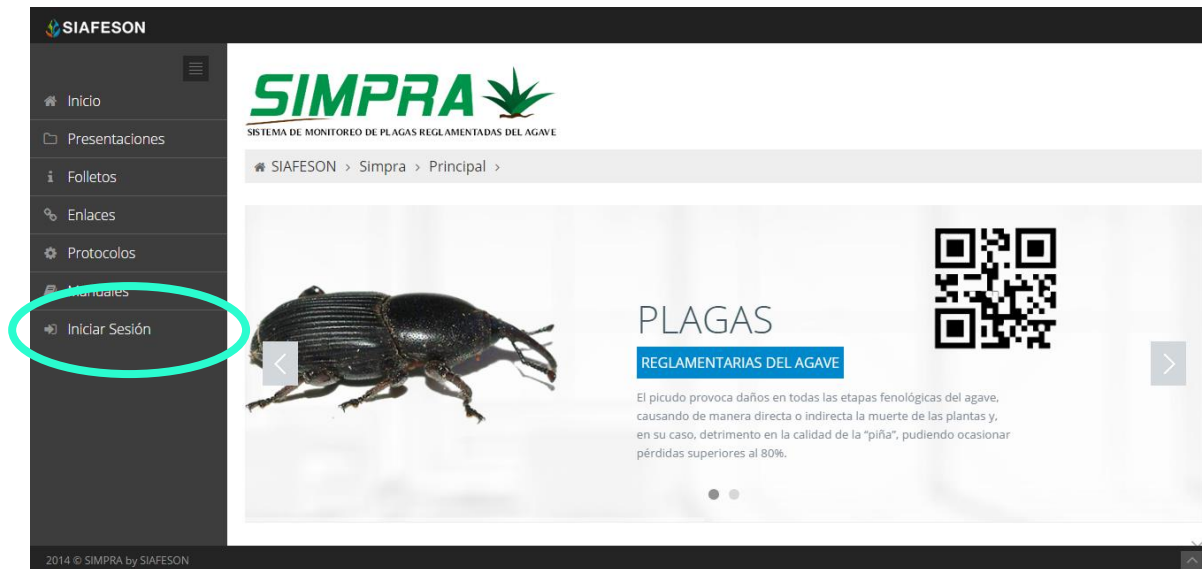 SIAFESON
Inicio
Presentaciones
Folletos
Enlaces
Protocolos
Manuales
Iniciar Sesión
SIMPRA
SISTEMA DE MONITOREO DE PLAGAS REGLAMENTADAS DEL AGAVE
SIAFESON > Simpra > Principal >
PLAGAS
REGLAMENTARIAS DEL AGAVE
El picudo provoca daños en todas las etapas fenológicas del agave,
causando de manera directa o indirecta la muerte de las plantas y,
en su caso, detrimento en la calidad de la “piña”, pudiendo ocasionar
pérdidas superiores al 80%.
2014 © SIMPRA by SIAFESON